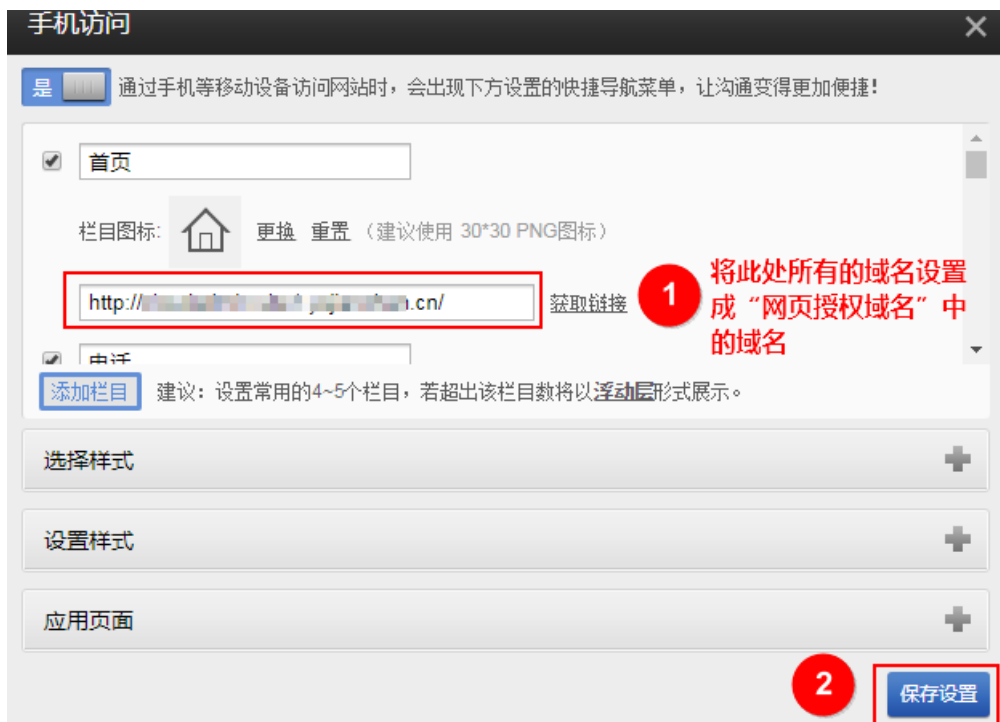 手机访问
是 通过手机等移动设备访问网站时，会出现下方设置的快捷导航菜单，让沟通变得更加便捷！
首页
栏目图标: 更换 重置 （建议使用 30*30 PNG图标）
http:// .cn/ 获取链接
1 将此处所有的域名设置
成“网页授权域名”中
的域名
电话
添加栏目 建议：设置常用的4~5个栏目，若超出该栏目数将以浮动层形式展示。
选择样式
设置样式
应用页面
2 保存设置